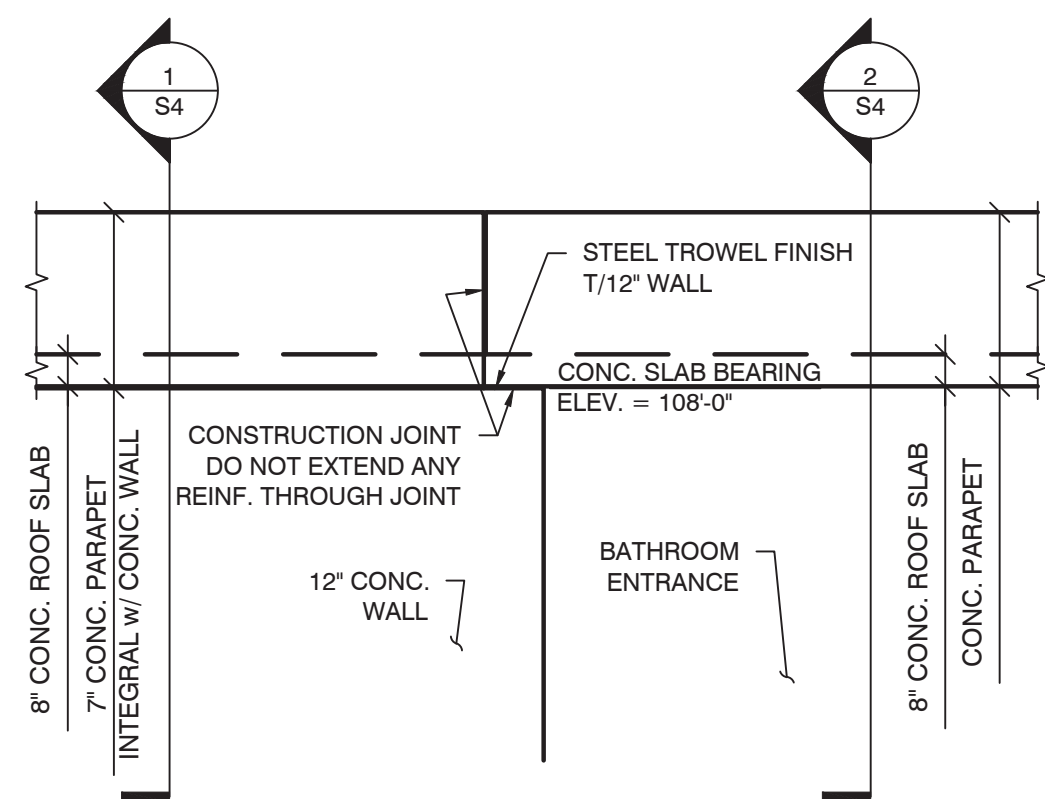 1
S4
2
S4
STEEL TROWEL FINISH
T/12" WALL
CONC. SLAB BEARING
ELEV. = 108'-0"
CONSTRUCTION JOINT
DO NOT EXTEND ANY
REINF. THROUGH JOINT
8" CONC. ROOF SLAB
7" CONC. PARAPET
INTEGRAL w/ CONC. WALL
12" CONC.
WALL
BATHROOM
ENTRANCE
8" CONC. ROOF SLAB
CONC. PARAPET